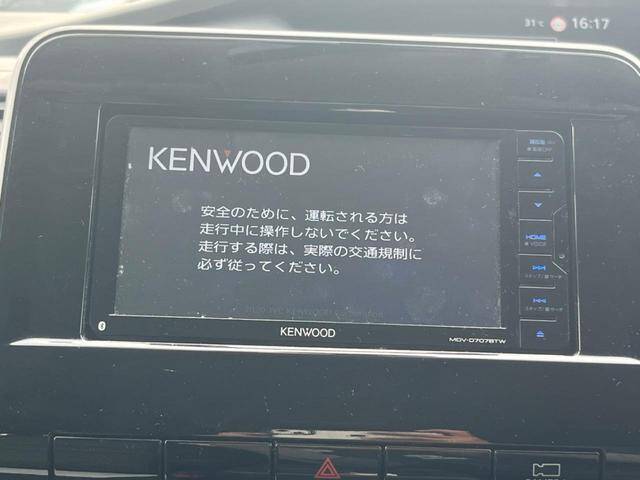 31℃ 16:17
KENWOOD
安全のために、運転される方は
走行中に操作しないでください。
走行する際は、実際の交通規制に
必ず従ってください。
KENWOOD
MDV-D707BTW
HOME
VOICE